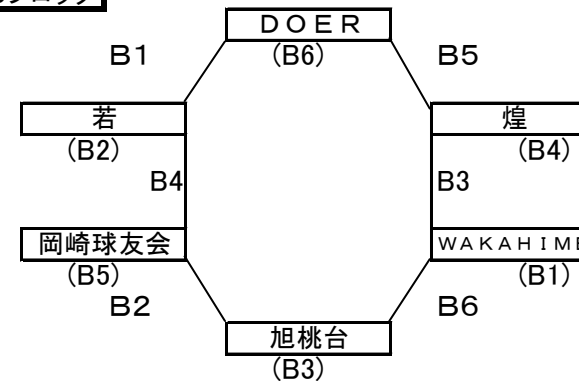 ＤＯＥＲ
B1
(B6)
B5
若
煌
(B2)
(B4)
B4
B3
岡崎球友会
ＷＡＫＡＨＩＭＥ
(B5)
(B1)
B2
B6
旭桃台
(B3)